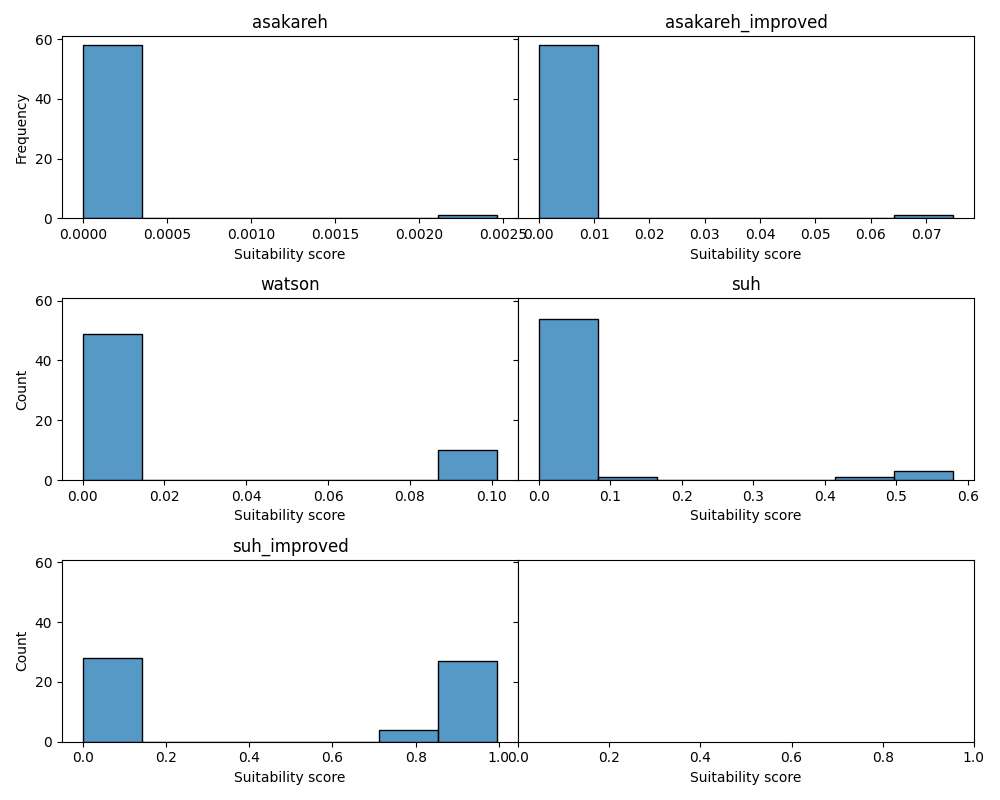 asakareh asakareh_improved
60
40
20
0
Frequency
0.0000 0.0005 0.0010 0.0015 0.0020 0.0025 0.00 0.01 0.02 0.03 0.04 0.05 0.06 0.07
Suitability score Suitability score
watson suh
60
40
20
0
Count
0.00 0.02 0.04 0.06 0.08 0.10 0.0 0.1 0.2 0.3 0.4 0.5 0.6
Suitability score Suitability score
suh_improved
60
40
20
0
Count
0.0 0.2 0.4 0.6 0.8 1.0 0.0 0.2 0.4 0.6 0.8 1.0
Suitability score Suitability score